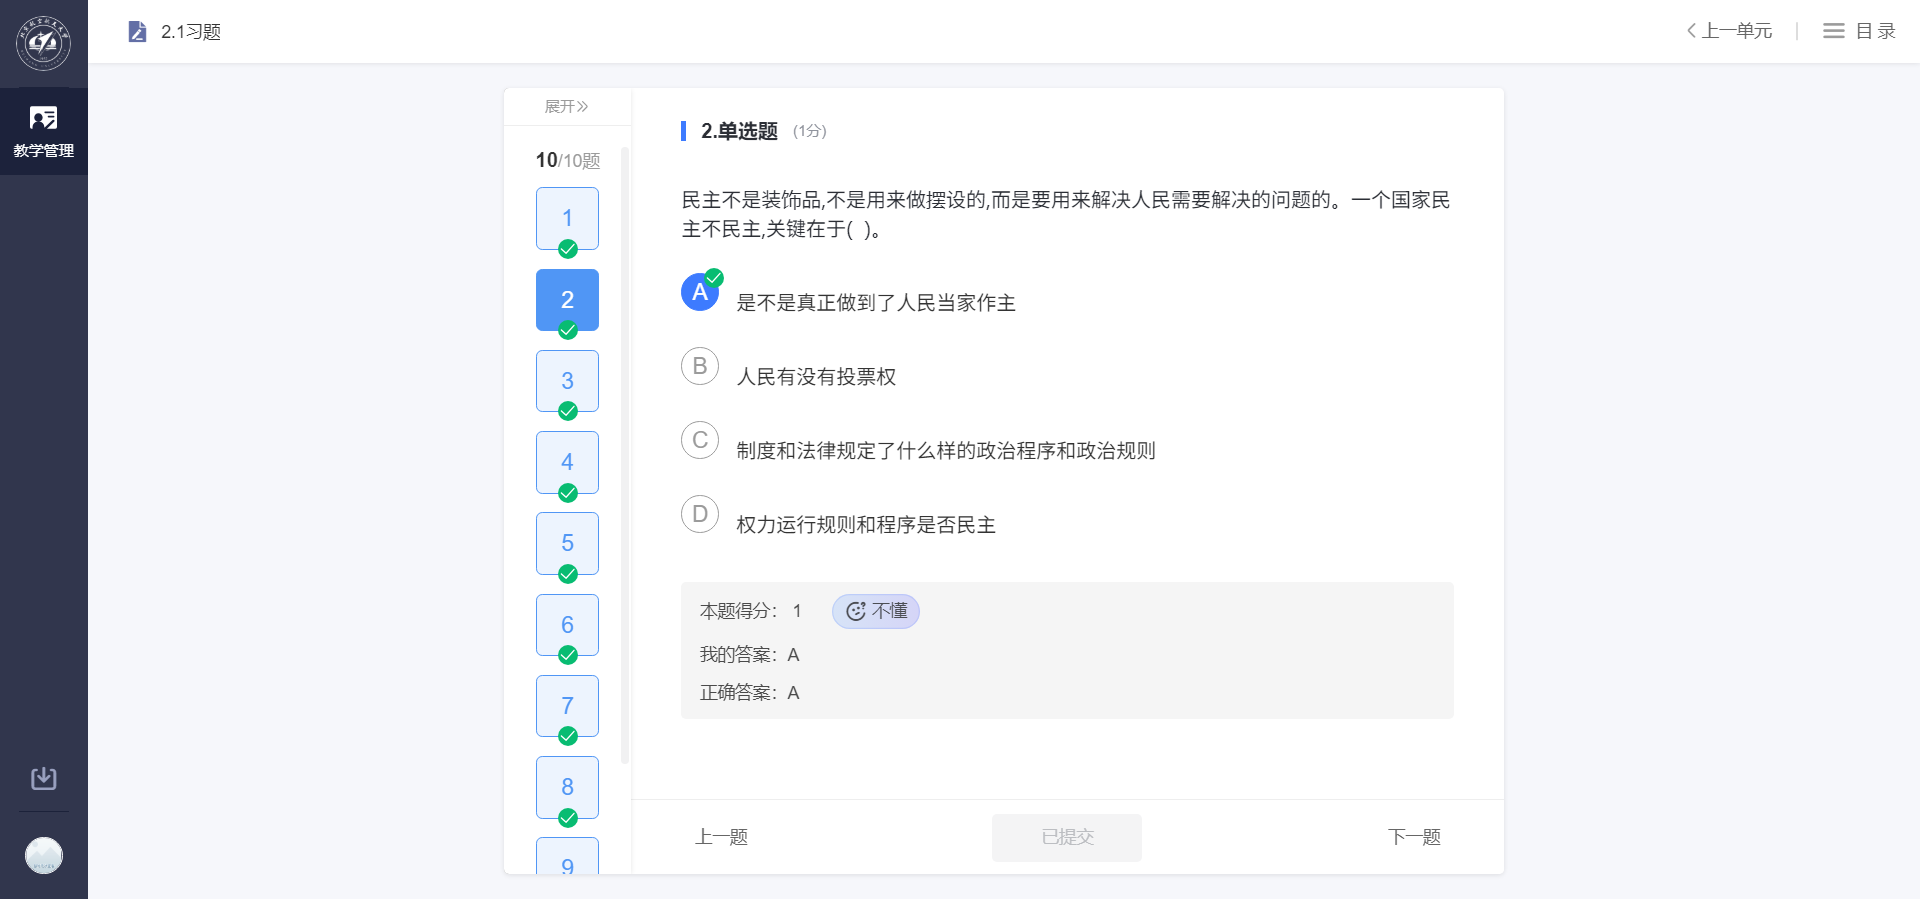 2.1习题
上一单元
目录
教学管理
展开
10/10题
1
2
3
4
5
6
7
8
9
2.单选题 (1分)
民主不是装饰品,不是用来做摆设的,而是要用来解决人民需要解决的问题的。一个国家民
主不民主,关键在于( )。
A 是不是真正做到了人民当家作主
B 人民有没有投票权
C 制度和法律规定了什么样的政治程序和政治规则
D 权力运行规则和程序是否民主
本题得分： 1 不懂
我的答案：A
正确答案：A
上一题
已提交
下一题